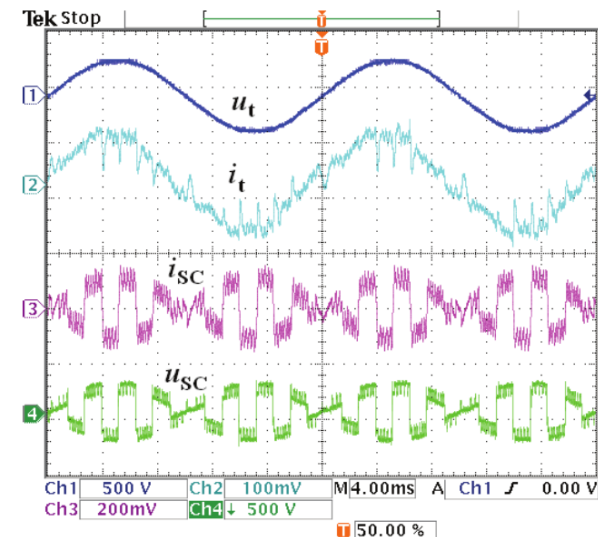 Tek Stop
T
T
1
u_t
2
i_t
i_SC
3
u_SC
4
Ch1 500 V Ch2 100mV M 4.00ms A Ch1 ʃ 0.00 V
Ch3 200mV Ch4 ↓ 500 V
T 50.00 %